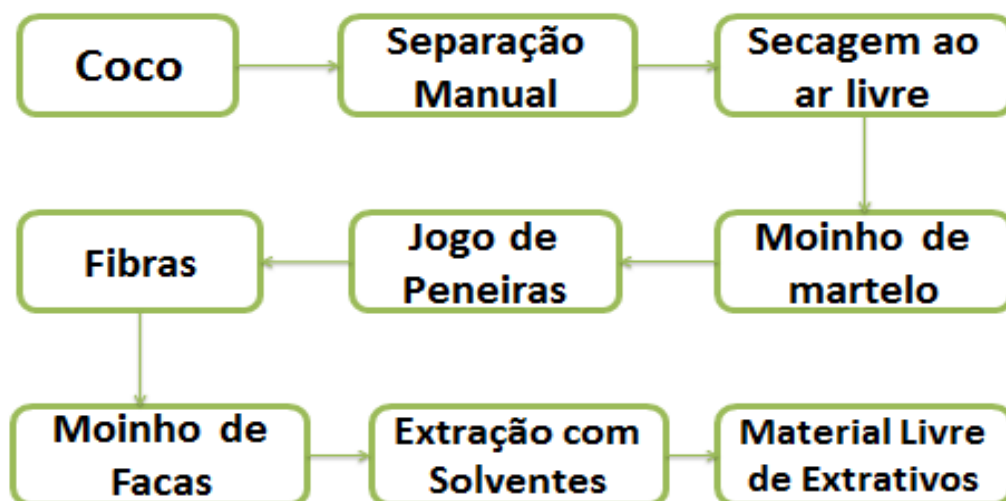 Coco
Separação
Manual
Secagem ao
ar livre
Fibras
Jogo de
Peneiras
Moinho de
martelo
Moinho de
Facas
Extração com
Solventes
Material Livre
de Extrativos